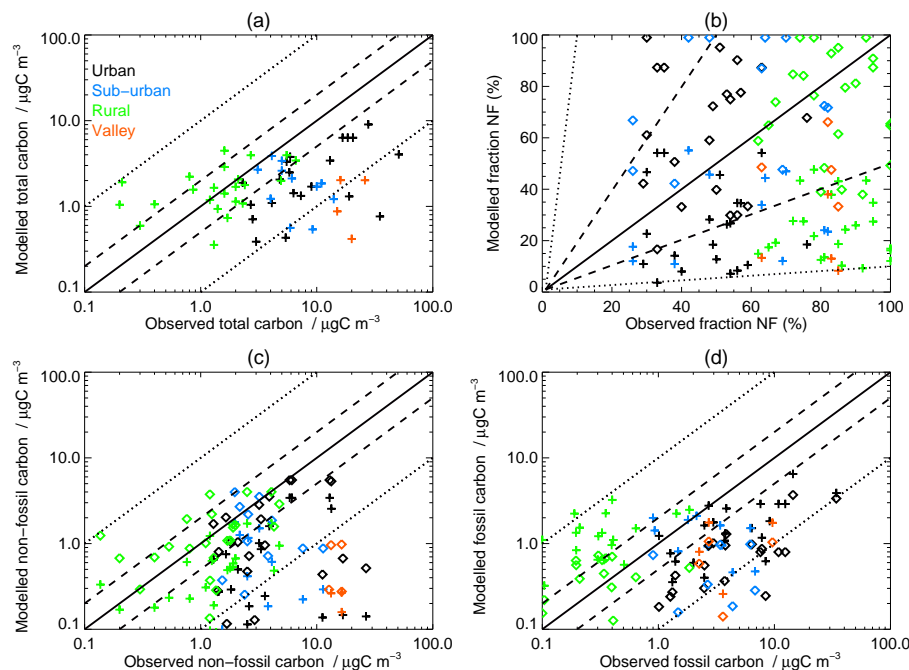 (a)
100.0
10.0
1.0
0.1
Modelled total carbon / μgC m⁻³
Urban
Sub−urban
Rural
Valley
0.1 1.0 10.0 100.0
Observed total carbon / μgC m⁻³
(b)
100
80
60
40
20
0
Modelled fraction NF (%)
0 20 40 60 80 100
Observed fraction NF (%)
(c)
100.0
10.0
1.0
0.1
Modelled non−fossil carbon / μgC m⁻³
0.1 1.0 10.0 100.0
Observed non−fossil carbon / μgC m⁻³
(d)
100.0
10.0
1.0
0.1
Modelled fossil carbon / μgC m⁻³
0.1 1.0 10.0 100.0
Observed fossil carbon / μgC m⁻³